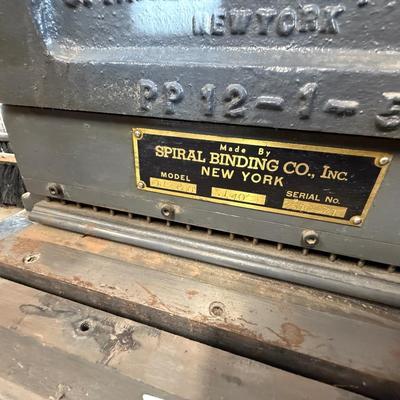 NEW YORK
PP 12-1-3
Made By
SPIRAL BINDING CO., INC.
NEW YORK
MODEL SERIAL No.